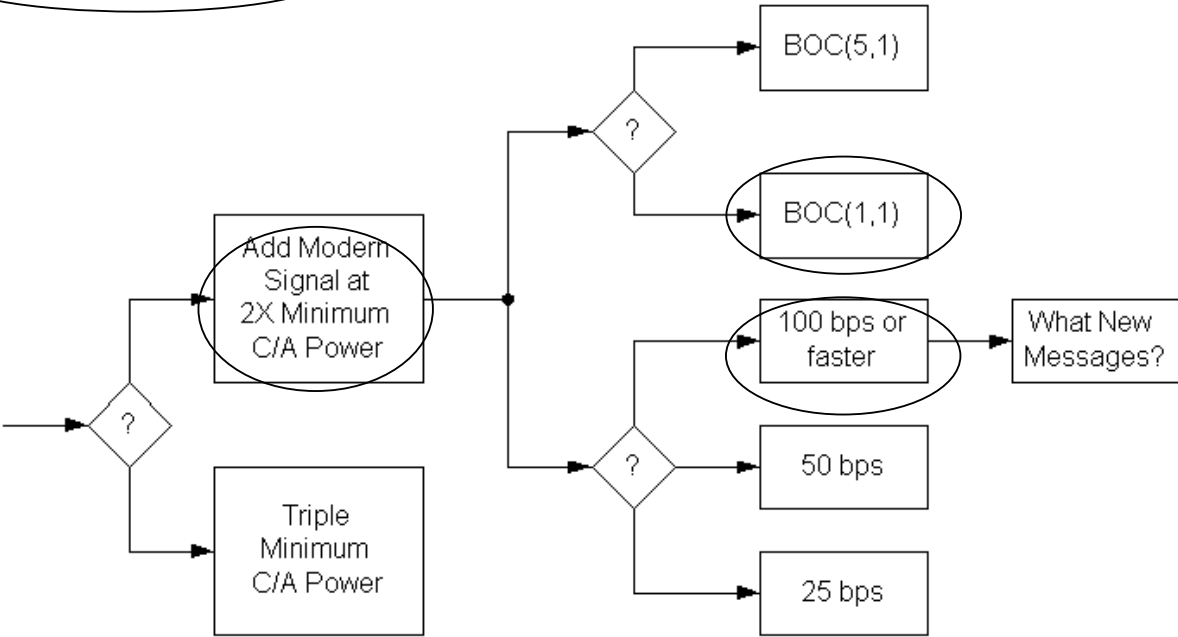 BOC(5,1)
?
BOC(1,1)
Add Modern
Signal at
2X Minimum
C/A Power
100 bps or
faster
What New
Messages?
?
?
50 bps
Triple
Minimum
C/A Power
25 bps